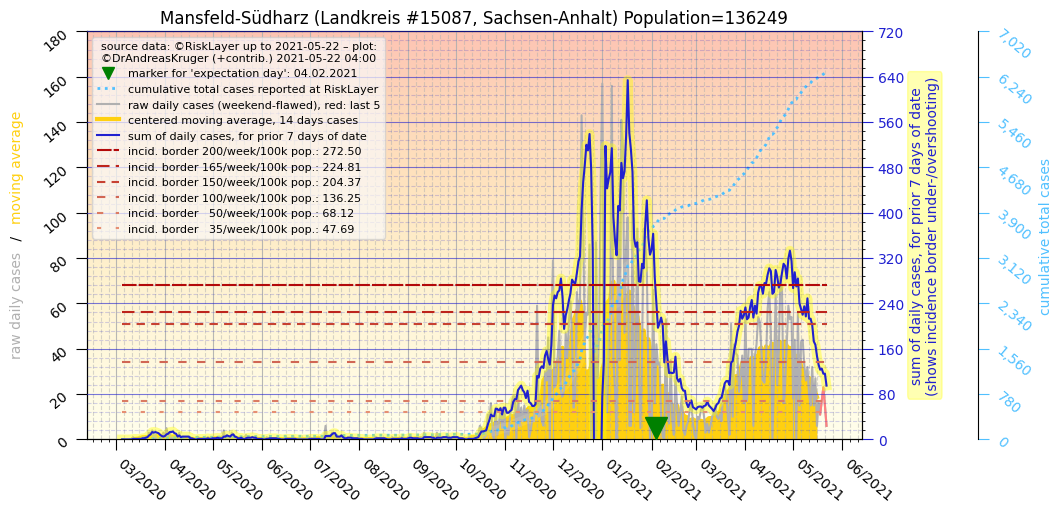 Mansfeld-Südharz (Landkreis #15087, Sachsen-Anhalt) Population=136249
source data: ©RiskLayer up to 2021-05-22 – plot:
©DrAndreasKruger (+contrib.) 2021-05-22 04:00
marker for 'expectation day': 04.02.2021
cumulative total cases reported at RiskLayer
raw daily cases (weekend-flawed), red: last 5
centered moving average, 14 days cases
sum of daily cases, for prior 7 days of date
incid. border 200/week/100k pop.: 272.50
incid. border 165/week/100k pop.: 224.81
incid. border 150/week/100k pop.: 204.37
incid. border 100/week/100k pop.: 136.25
incid. border   50/week/100k pop.: 68.12
incid. border   35/week/100k pop.: 47.69
raw daily cases / moving average
180
160
140
120
100
80
60
40
20
0
03/2020
04/2020
05/2020
06/2020
07/2020
08/2020
09/2020
10/2020
11/2020
12/2020
01/2021
02/2021
03/2021
04/2021
05/2021
06/2021
720
640
560
480
400
320
240
160
80
0
sum of daily cases, for prior 7 days of date
(shows incidence border under-/overshooting)
7,020
6,240
5,460
4,680
3,900
3,120
2,340
1,560
780
0
cumulative total cases